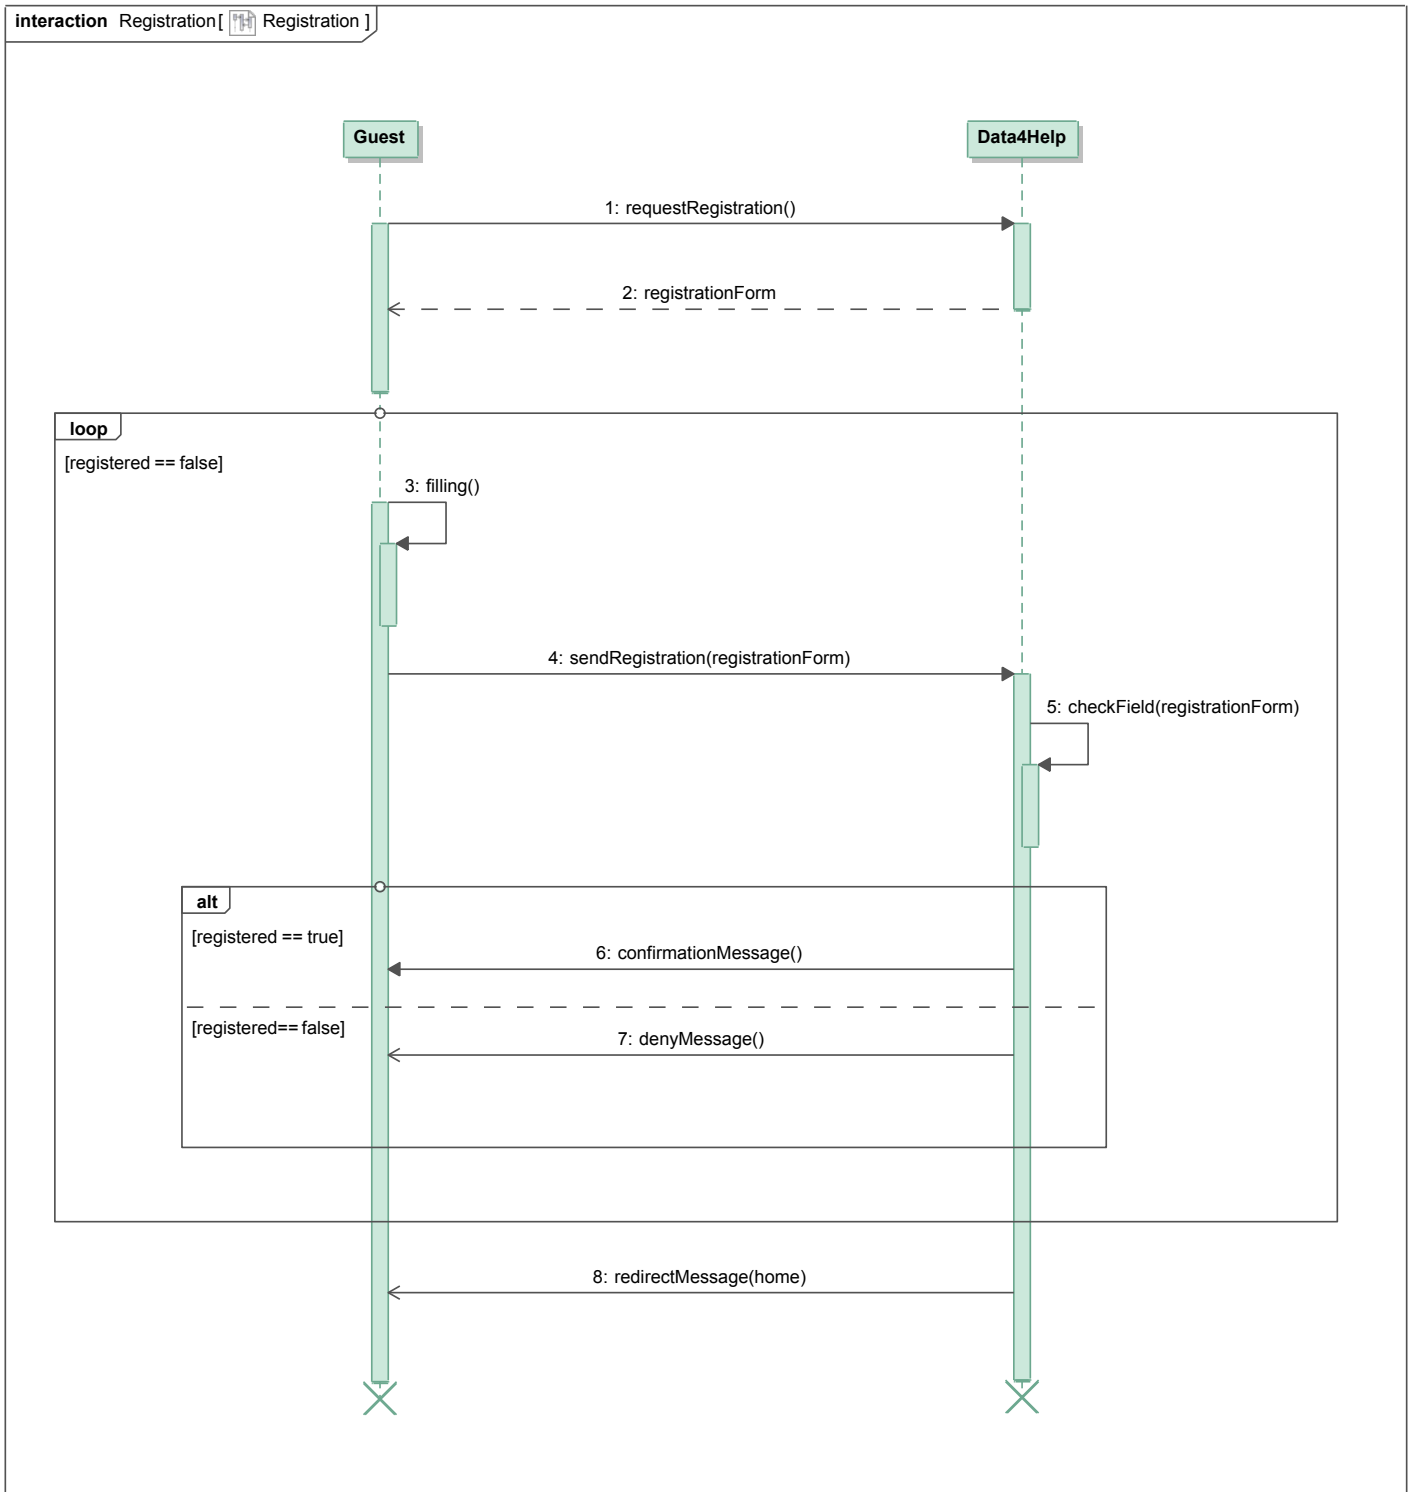 interaction Registration[ Registration ]
Guest
Data4Help
1: requestRegistration()
2: registrationForm
loop
[registered == false]
3: filling()
4: sendRegistration(registrationForm)
5: checkField(registrationForm)
alt
[registered == true]
6: confirmationMessage()
[registered== false]
7: denyMessage()
8: redirectMessage(home)